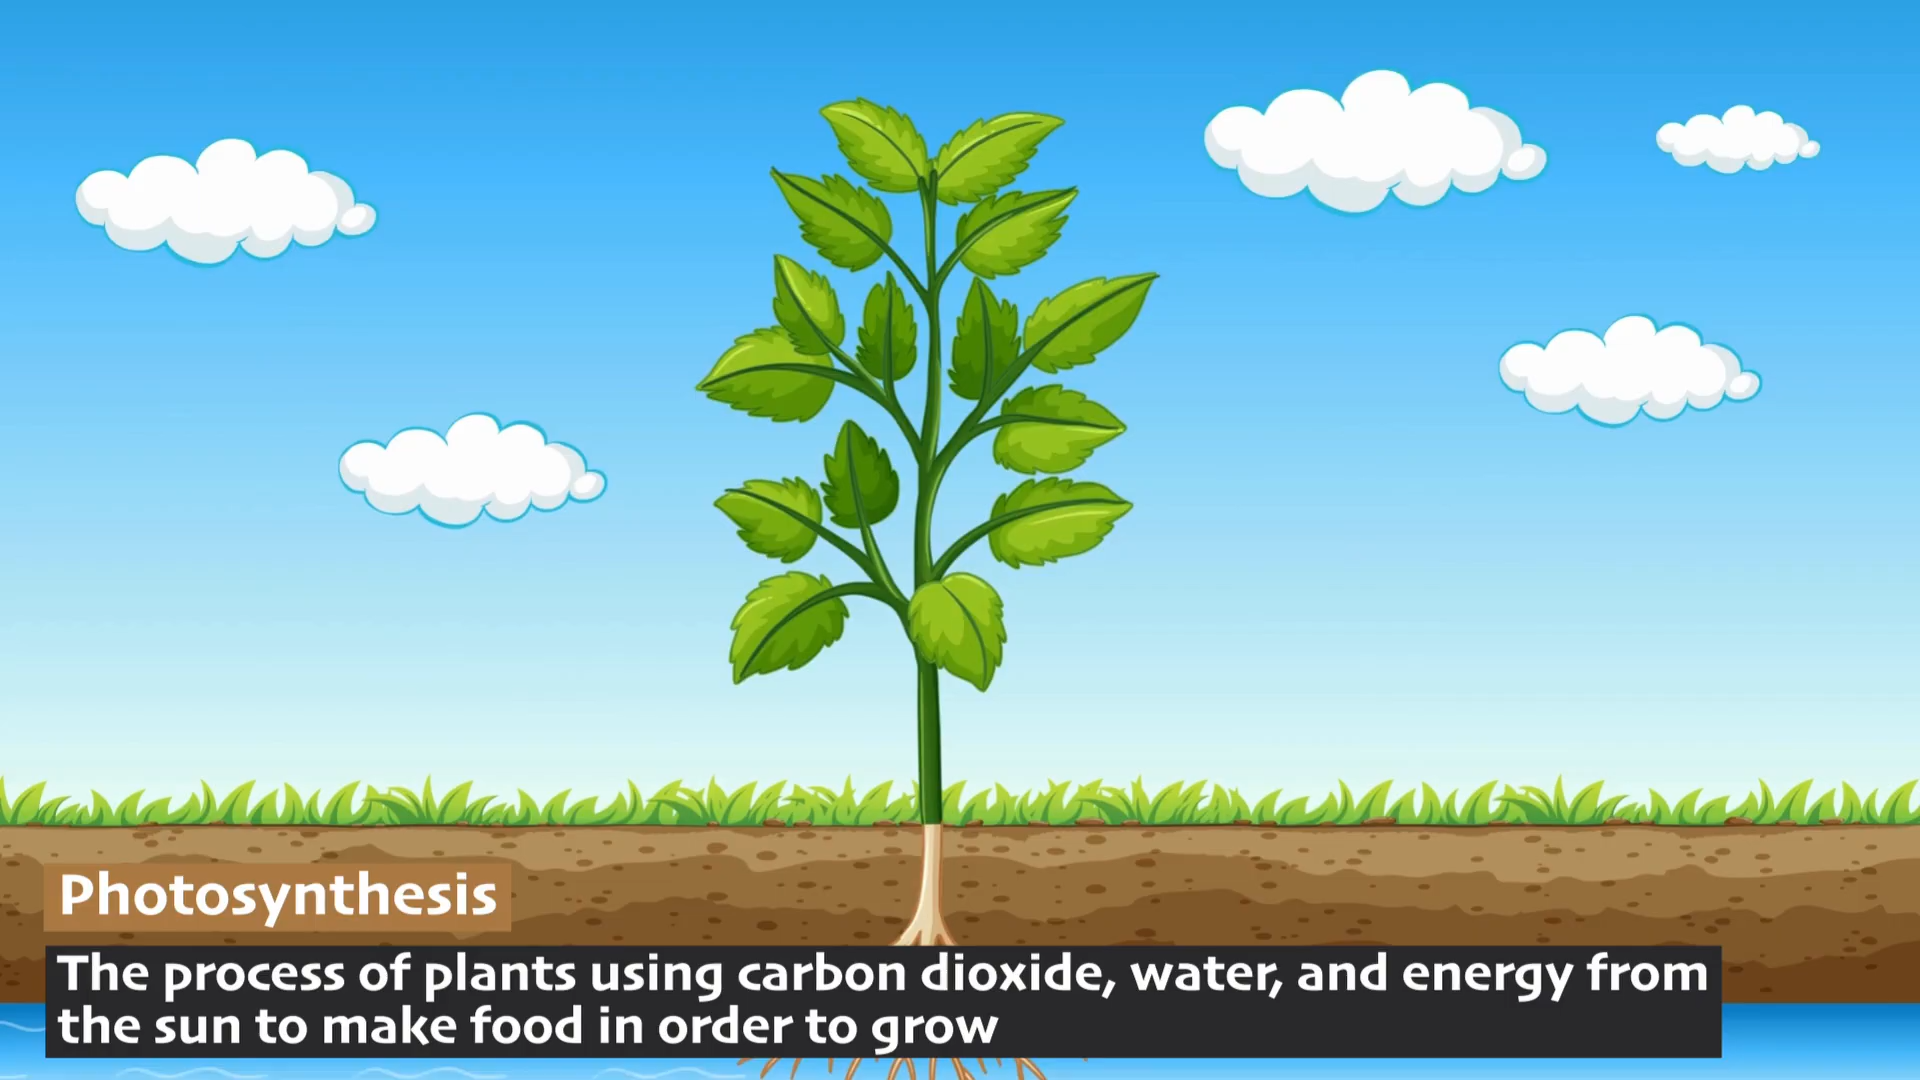 Photosynthesis
The process of plants using carbon dioxide, water, and energy from
the sun to make food in order to grow